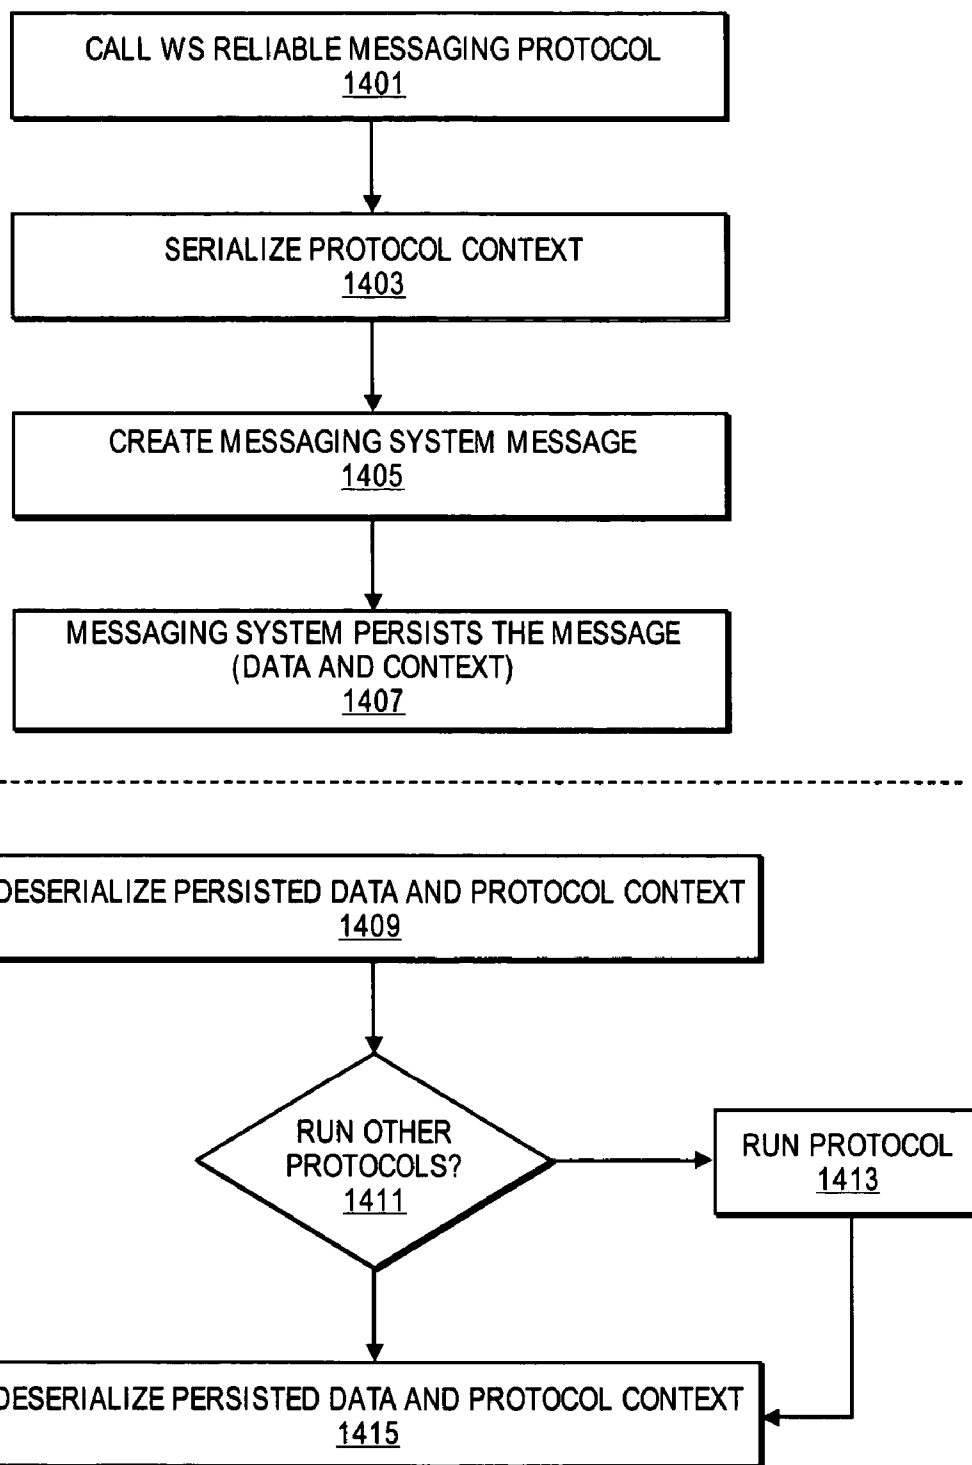 CALL WS RELIABLE MESSAGING PROTOCOL
1401
SERIALIZE PROTOCOL CONTEXT
1403
CREATE MESSAGING SYSTEM MESSAGE
1405
MESSAGING SYSTEM PERSISTS THE MESSAGE
(DATA AND CONTEXT)
1407
DESERIALIZE PERSISTED DATA AND PROTOCOL CONTEXT
1409
RUN OTHER
PROTOCOLS?
1411
RUN PROTOCOL
1413
DESERIALIZE PERSISTED DATA AND PROTOCOL CONTEXT
1415